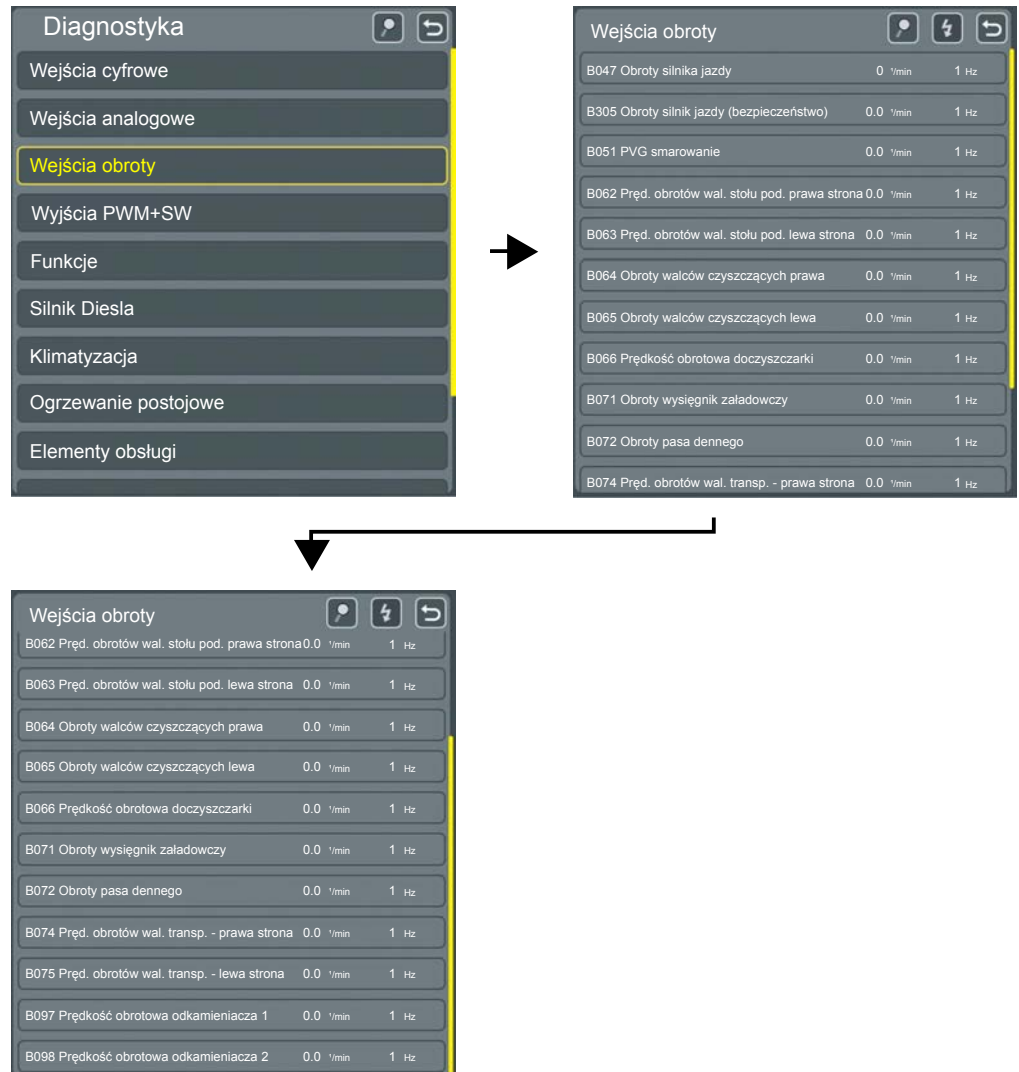 Diagnostyka
Wejścia cyfrowe
Wejścia analogowe
Wejścia obroty
Wyjścia PWM+SW
Funkcje
Silnik Diesla
Klimatyzacja
Ogrzewanie postojowe
Elementy obsługi
Wejścia obroty
B047 Obroty silnika jazdy 0 ¹/min 1 Hz
B305 Obroty silnik jazdy (bezpieczeństwo) 0.0 ¹/min 1 Hz
B051 PVG smarowanie 0.0 ¹/min 1 Hz
B062 Pręd. obrotów wal. stołu pod. prawa strona 0.0 ¹/min 1 Hz
B063 Pręd. obrotów wal. stołu pod. lewa strona 0.0 ¹/min 1 Hz
B064 Obroty walców czyszczących prawa 0.0 ¹/min 1 Hz
B065 Obroty walców czyszczących lewa 0.0 ¹/min 1 Hz
B066 Prędkość obrotowa doczyszczarki 0.0 ¹/min 1 Hz
B071 Obroty wysięgnik załadowczy 0.0 ¹/min 1 Hz
B072 Obroty pasa dennego 0.0 ¹/min 1 Hz
B074 Pręd. obrotów wal. transp. - prawa strona 0.0 ¹/min 1 Hz
Wejścia obroty
B062 Pręd. obrotów wal. stołu pod. prawa strona 0.0 ¹/min 1 Hz
B063 Pręd. obrotów wal. stołu pod. lewa strona 0.0 ¹/min 1 Hz
B064 Obroty walców czyszczących prawa 0.0 ¹/min 1 Hz
B065 Obroty walców czyszczących lewa 0.0 ¹/min 1 Hz
B066 Prędkość obrotowa doczyszczarki 0.0 ¹/min 1 Hz
B071 Obroty wysięgnik załadowczy 0.0 ¹/min 1 Hz
B072 Obroty pasa dennego 0.0 ¹/min 1 Hz
B074 Pręd. obrotów wal. transp. - prawa strona 0.0 ¹/min 1 Hz
B075 Pręd. obrotów wal. transp. - lewa strona 0.0 ¹/min 1 Hz
B097 Prędkość obrotowa odkamieniacza 1 0.0 ¹/min 1 Hz
B098 Prędkość obrotowa odkamieniacza 2 0.0 ¹/min 1 Hz